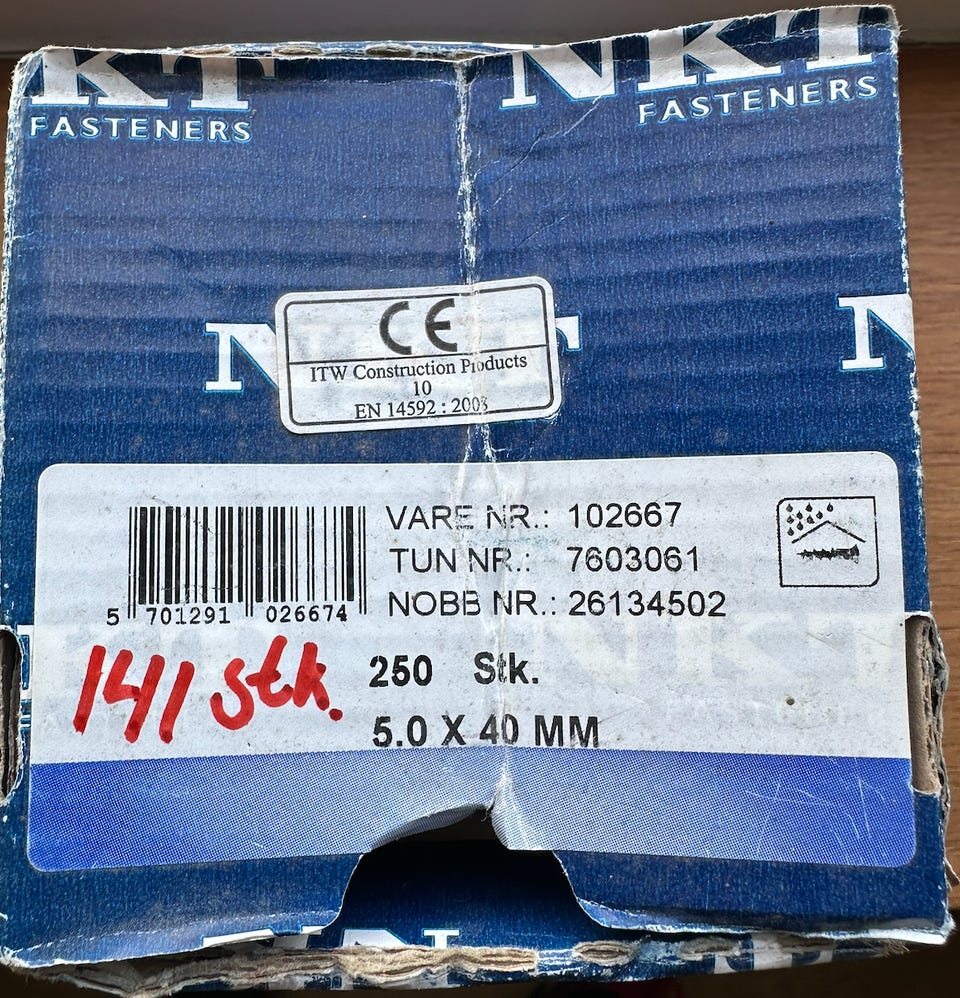 NKT
FASTENERS
NKT
FASTENERS
CE
ITW Construction Products
10
EN 14592 : 2008
VARE NR.: 102667
TUN NR.: 7603061
NOBB NR.: 26134502
5 701291 026674
141 stk.
250 Stk.
5.0 X 40 MM